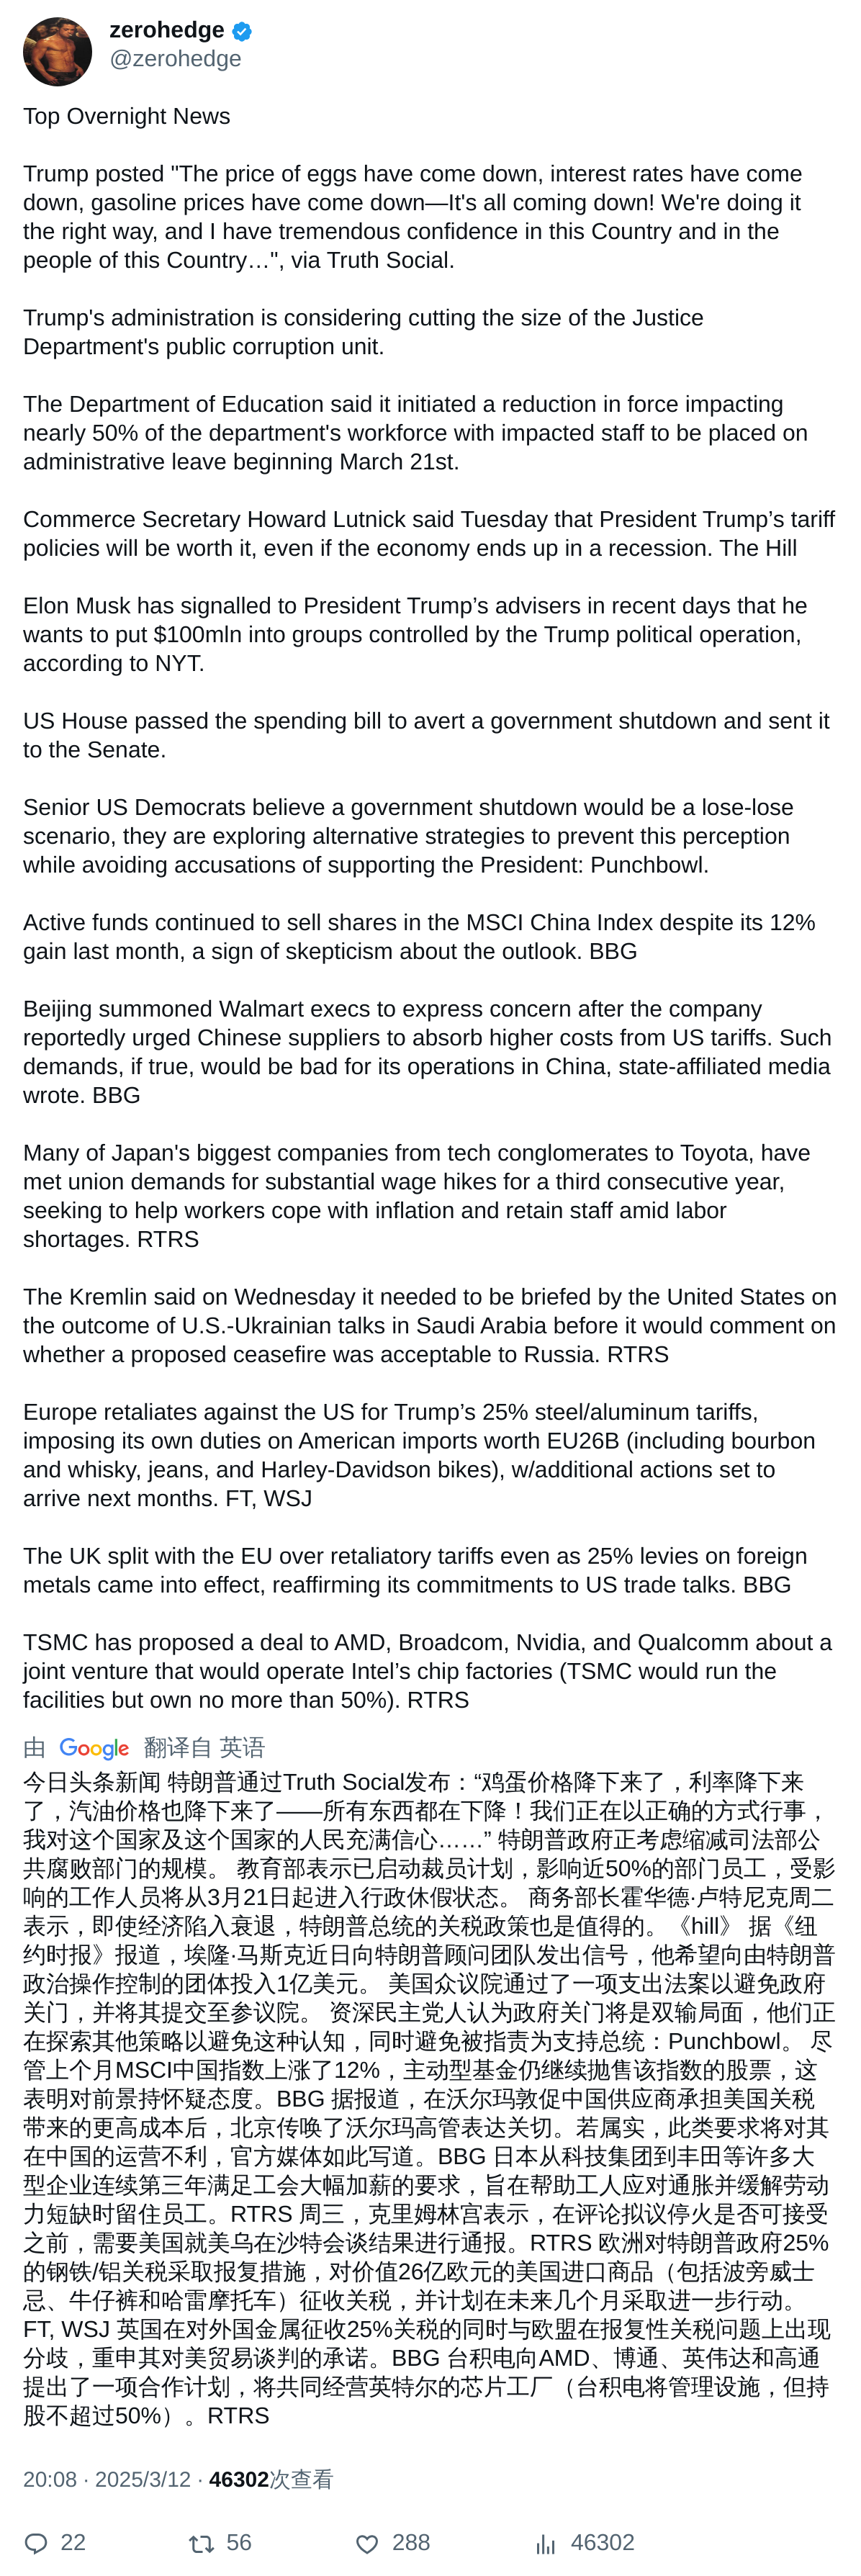 zerohedge
@zerohedge
Top Overnight News
Trump posted "The price of eggs have come down, interest rates have come
down, gasoline prices have come down—It's all coming down! We're doing it
the right way, and I have tremendous confidence in this Country and in the
people of this Country…", via Truth Social.
Trump's administration is considering cutting the size of the Justice
Department's public corruption unit.
The Department of Education said it initiated a reduction in force impacting
nearly 50% of the department's workforce with impacted staff to be placed on
administrative leave beginning March 21st.
Commerce Secretary Howard Lutnick said Tuesday that President Trump’s tariff
policies will be worth it, even if the economy ends up in a recession. The Hill
Elon Musk has signalled to President Trump’s advisers in recent days that he
wants to put $100mln into groups controlled by the Trump political operation,
according to NYT.
US House passed the spending bill to avert a government shutdown and sent it
to the Senate.
Senior US Democrats believe a government shutdown would be a lose-lose
scenario, they are exploring alternative strategies to prevent this perception
while avoiding accusations of supporting the President: Punchbowl.
Active funds continued to sell shares in the MSCI China Index despite its 12%
gain last month, a sign of skepticism about the outlook. BBG
Beijing summoned Walmart execs to express concern after the company
reportedly urged Chinese suppliers to absorb higher costs from US tariffs. Such
demands, if true, would be bad for its operations in China, state-affiliated media
wrote. BBG
Many of Japan's biggest companies from tech conglomerates to Toyota, have
met union demands for substantial wage hikes for a third consecutive year,
seeking to help workers cope with inflation and retain staff amid labor
shortages. RTRS
The Kremlin said on Wednesday it needed to be briefed by the United States on
the outcome of U.S.-Ukrainian talks in Saudi Arabia before it would comment on
whether a proposed ceasefire was acceptable to Russia. RTRS
Europe retaliates against the US for Trump’s 25% steel/aluminum tariffs,
imposing its own duties on American imports worth EU26B (including bourbon
and whisky, jeans, and Harley-Davidson bikes), w/additional actions set to
arrive next months. FT, WSJ
The UK split with the EU over retaliatory tariffs even as 25% levies on foreign
metals came into effect, reaffirming its commitments to US trade talks. BBG
TSMC has proposed a deal to AMD, Broadcom, Nvidia, and Qualcomm about a
joint venture that would operate Intel’s chip factories (TSMC would run the
facilities but own no more than 50%). RTRS
由 Google 翻译自 英语
今日头条新闻 特朗普通过Truth Social发布：“鸡蛋价格降下来了，利率降下来
了，汽油价格也降下来了——所有东西都在下降！我们正在以正确的方式行事，
我对这个国家及这个国家的人民充满信心……” 特朗普政府正考虑缩减司法部公
共腐败部门的规模。 教育部表示已启动裁员计划，影响近50%的部门员工，受影
响的工作人员将从3月21日起进入行政休假状态。 商务部长霍华德·卢特尼克周二
表示，即使经济陷入衰退，特朗普总统的关税政策也是值得的。《hill》 据《纽
约时报》报道，埃隆·马斯克近日向特朗普顾问团队发出信号，他希望向由特朗普
政治操作控制的团体投入1亿美元。 美国众议院通过了一项支出法案以避免政府
关门，并将其提交至参议院。 资深民主党人认为政府关门将是双输局面，他们正
在探索其他策略以避免这种认知，同时避免被指责为支持总统：Punchbowl。 尽
管上个月MSCI中国指数上涨了12%，主动型基金仍继续抛售该指数的股票，这
表明对前景持怀疑态度。BBG 据报道，在沃尔玛敦促中国供应商承担美国关税
带来的更高成本后，北京传唤了沃尔玛高管表达关切。若属实，此类要求将对其
在中国的运营不利，官方媒体如此写道。BBG 日本从科技集团到丰田等许多大
型企业连续第三年满足工会大幅加薪的要求，旨在帮助工人应对通胀并缓解劳动
力短缺时留住员工。RTRS 周三，克里姆林宫表示，在评论拟议停火是否可接受
之前，需要美国就美乌在沙特会谈结果进行通报。RTRS 欧洲对特朗普政府25%
的钢铁/铝关税采取报复措施，对价值26亿欧元的美国进口商品（包括波旁威士
忌、牛仔裤和哈雷摩托车）征收关税，并计划在未来几个月采取进一步行动。
FT, WSJ 英国在对外国金属征收25%关税的同时与欧盟在报复性关税问题上出现
分歧，重申其对美贸易谈判的承诺。BBG 台积电向AMD、博通、英伟达和高通
提出了一项合作计划，将共同经营英特尔的芯片工厂（台积电将管理设施，但持
股不超过50%）。RTRS
20:08 · 2025/3/12 · 46302次查看
22 56 288 46302